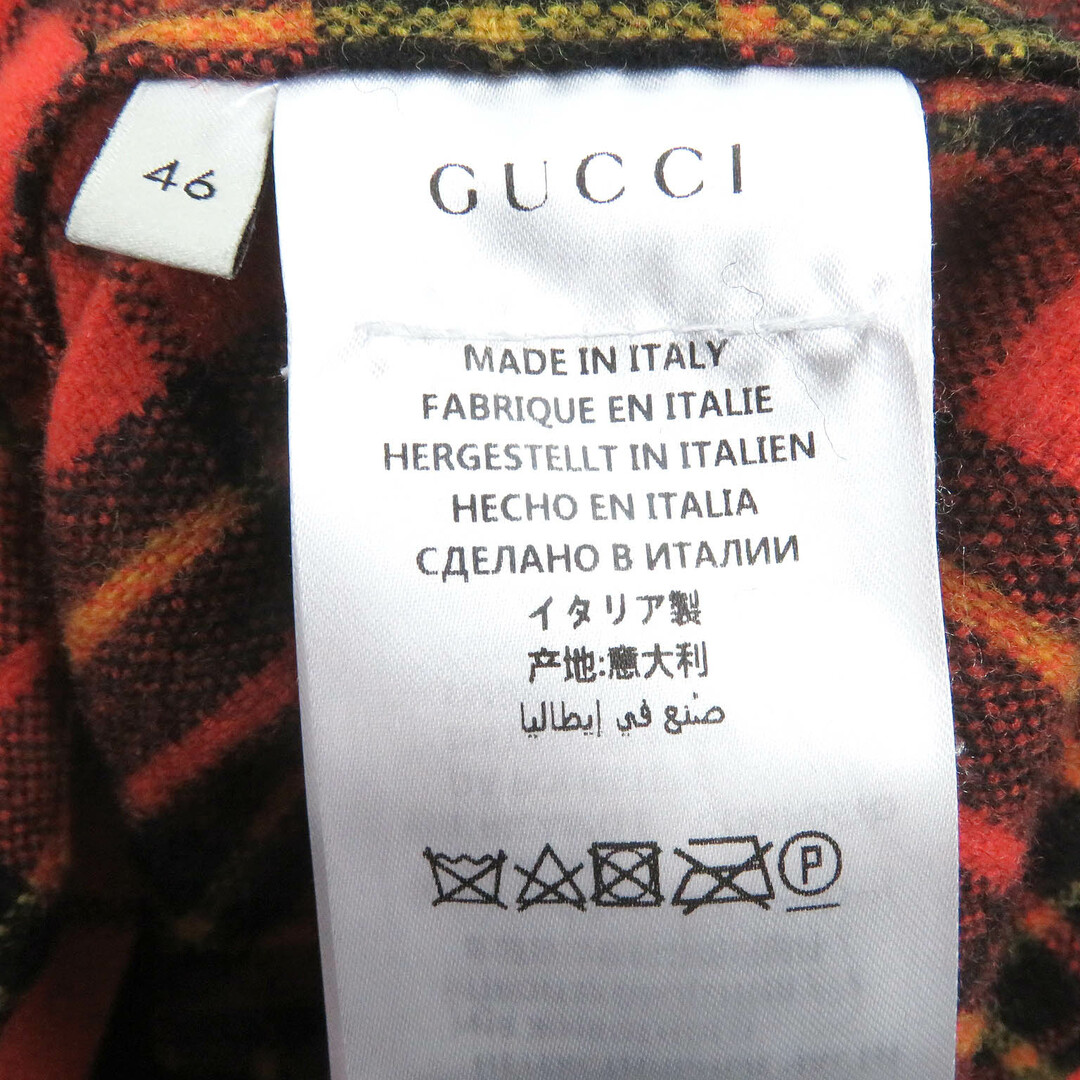 46
GUCCI
MADE IN ITALY
FABRIQUE EN ITALIE
HERGESTELLT IN ITALIEN
HECHO EN ITALIA
СДЕЛАНО В ИТАЛИИ
イタリア製
产地:意大利
صنع في إيطاليا
P